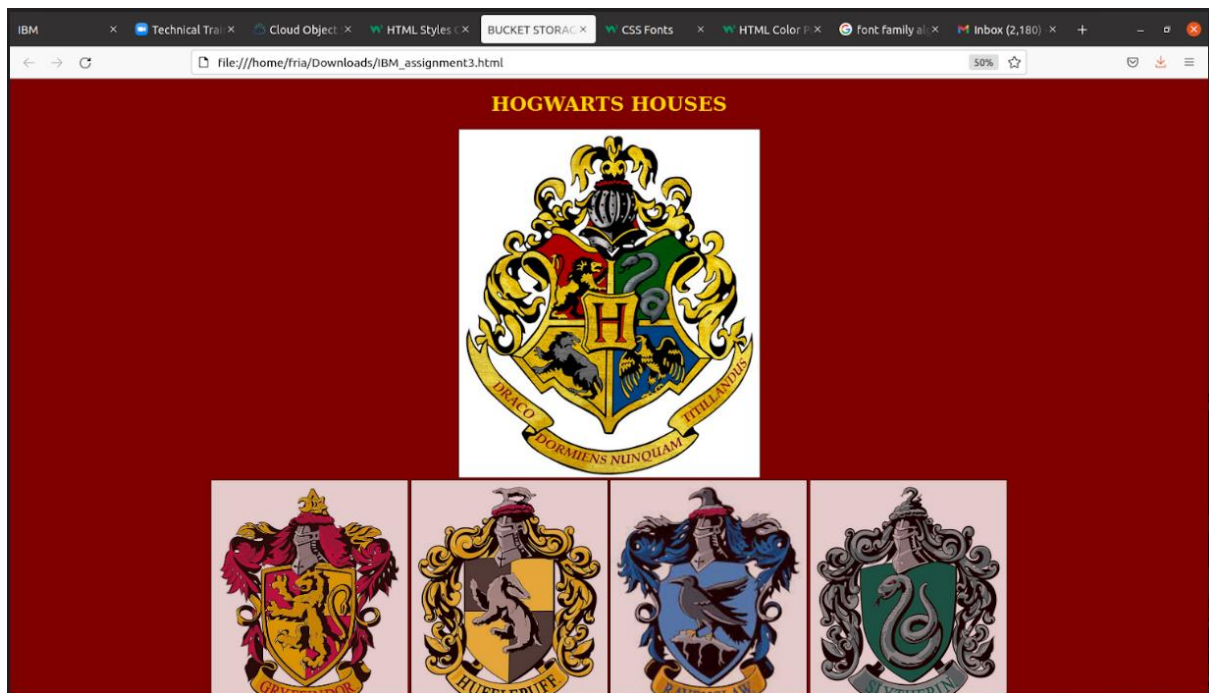 IBM
Technical Trai
Cloud Object
HTML Styles C
BUCKET STORAG
CSS Fonts
HTML Color P
font family alg
Inbox (2,180)
file:///home/fria/Downloads/IBM_assignment3.html
50%
HOGWARTS HOUSES
H
DRACO
DORMIENS NUNQUAM
TITILLANDUS
GRYFFINDOR
HUFFLEPUFF
RAVENCLAW
SLYTHERIN